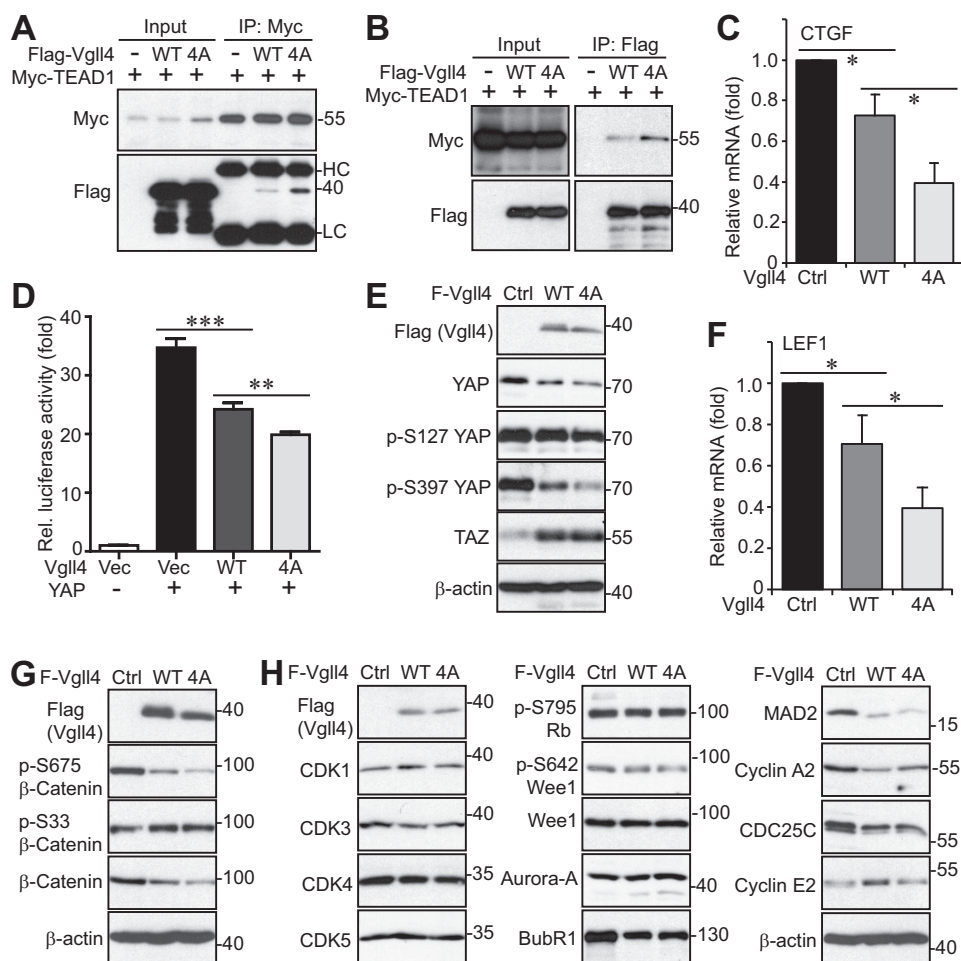 A
Input IP: Myc
Flag-Vgll4 - WT 4A - WT 4A
Myc-TEAD1 + + + + + +
Myc -55
Flag -HC
-40
-LC
B
Input IP: Flag
Flag-Vgll4 - WT 4A - WT 4A
Myc-TEAD1 + + + + + +
Myc -55
Flag -40
C
CTGF
* *
Relative mRNA (fold)
1.0
0.8
0.6
0.4
0.2
0
Vgll4 Ctrl WT 4A
D
*** **
Rel. luciferase activity (fold)
40
30
20
10
0
Vgll4 Vec Vec WT 4A
YAP - + + +
E
F-Vgll4 Ctrl WT 4A
Flag (Vgll4) -40
YAP -70
p-S127 YAP -70
p-S397 YAP -70
TAZ -55
β-actin -40
F
LEF1
* *
Relative mRNA (fold)
1.0
0.8
0.6
0.4
0.2
0
Vgll4 Ctrl WT 4A
G
F-Vgll4 Ctrl WT 4A
Flag -40
(Vgll4)
p-S675 -100
β-Catenin
p-S33 -100
β-Catenin
β-Catenin -100
β-actin -40
H
F-Vgll4 Ctrl WT 4A
Flag -40
(Vgll4)
CDK1 -40
CDK3 -40
CDK4 -35
CDK5 -35
F-Vgll4 Ctrl WT 4A
p-S795 -100
Rb
p-S642 -100
Wee1
Wee1 -100
Aurora-A -40
BubR1 -130
F-Vgll4 Ctrl WT 4A
MAD2 -15
Cyclin A2 -55
CDC25C -55
Cyclin E2 -55
β-actin -40